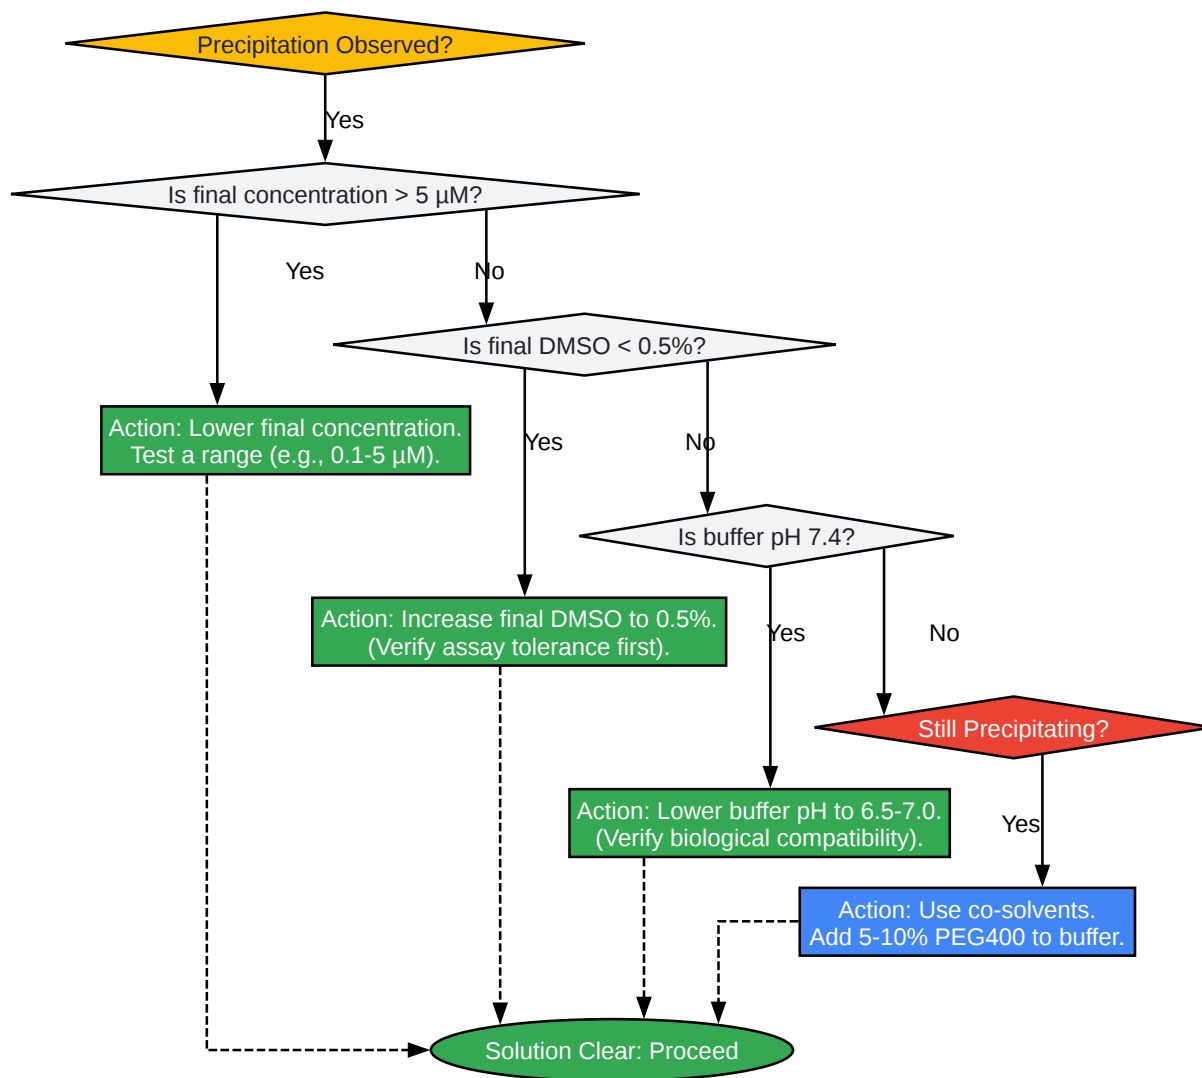 Precipitation Observed?
Yes
Is final concentration > 5 µM?
Yes
No
Is final DMSO < 0.5%?
Action: Lower final concentration.
Test a range (e.g., 0.1-5 µM).
Yes
No
Is buffer pH 7.4?
Action: Increase final DMSO to 0.5%.
(Verify assay tolerance first).
Yes
No
Still Precipitating?
Action: Lower buffer pH to 6.5-7.0.
(Verify biological compatibility).
Yes
Action: Use co-solvents.
Add 5-10% PEG400 to buffer.
Solution Clear: Proceed